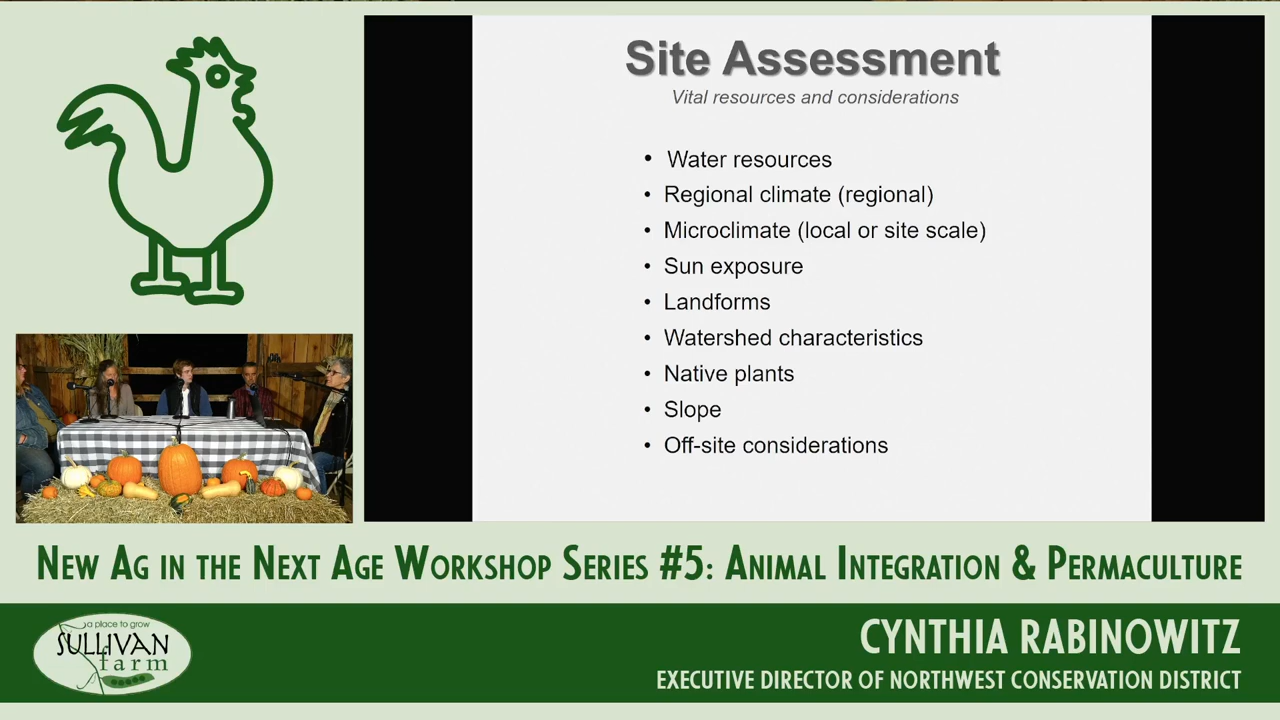 Site Assessment
Vital resources and considerations
• Water resources
• Regional climate (regional)
• Microclimate (local or site scale)
• Sun exposure
• Landforms
• Watershed characteristics
• Native plants
• Slope
• Off-site considerations
NEW AG IN THE NEXT AGE WORKSHOP SERIES #5: ANIMAL INTEGRATION & PERMACULTURE
a place to grow
SULLIVAN
farm
CYNTHIA RABINOWITZ
EXECUTIVE DIRECTOR OF NORTHWEST CONSERVATION DISTRICT